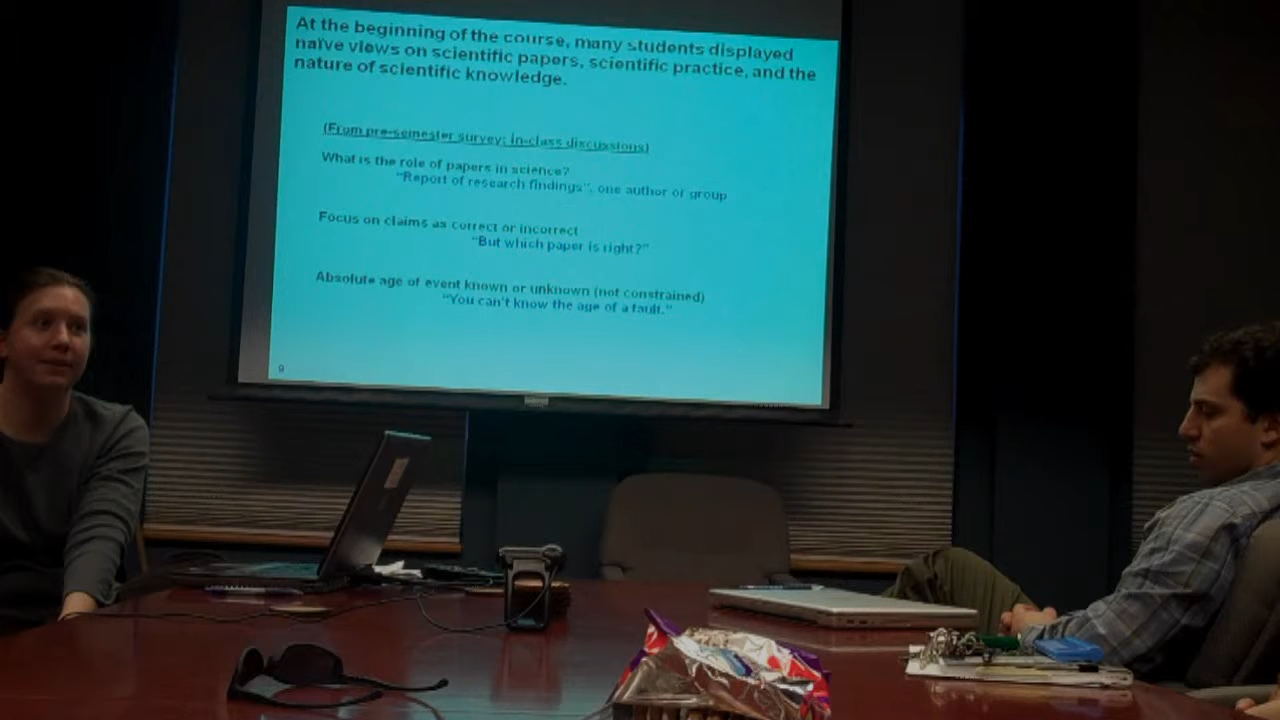 At the beginning of the course, many students displayed
naïve views on scientific papers, scientific practice, and the
nature of scientific knowledge.
(From pre-semester survey; in-class discussions)
What is the role of papers in science?
"Report of research findings", one author or group
Focus on claims as correct or incorrect
"But which paper is right?"
Absolute age of event known or unknown (not constrained)
"You can't know the age of a fault."
9